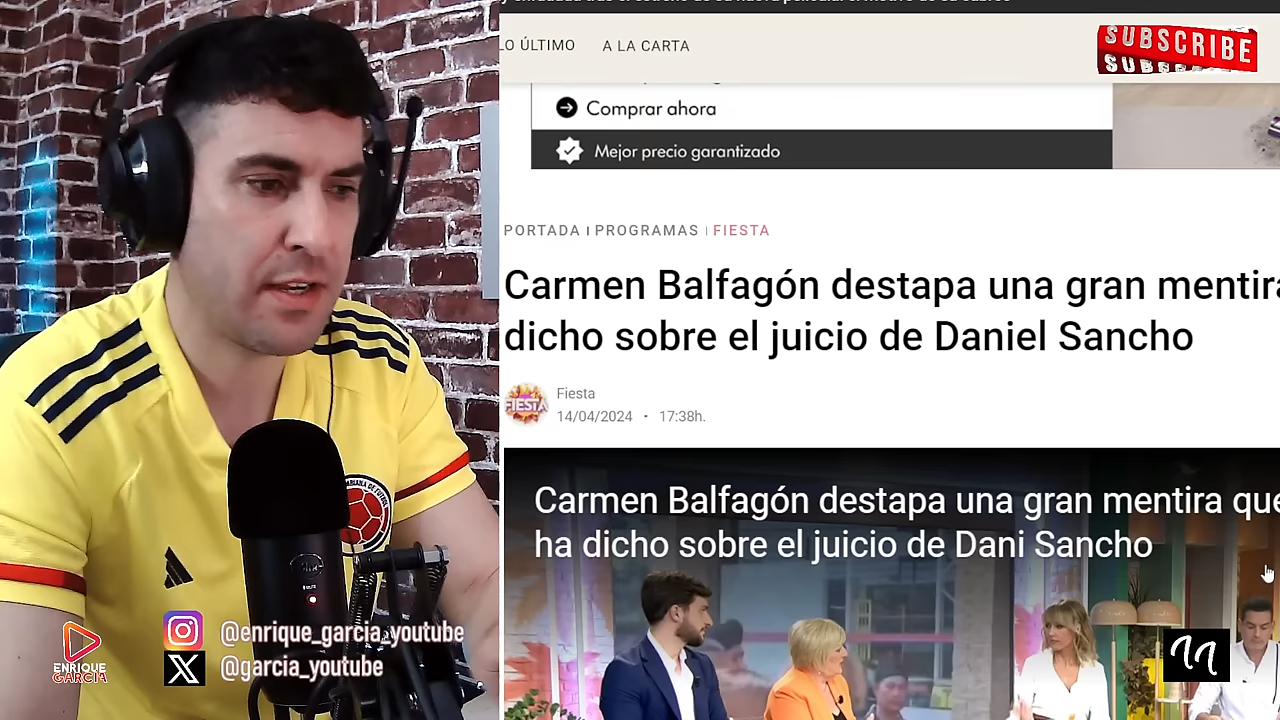 LO ÚLTIMO A LA CARTA
SUBSCRIBE
Comprar ahora
Mejor precio garantizado
PORTADA | PROGRAMAS | FIESTA
Carmen Balfagón destapa una gran mentira
dicho sobre el juicio de Daniel Sancho
FIESTA
Fiesta
14/04/2024 · 17:38h.
Carmen Balfagón destapa una gran mentira que
ha dicho sobre el juicio de Dani Sancho
@enrique_garcia_youtube
@garcia_youtube
ENRIQUE
GARCIA